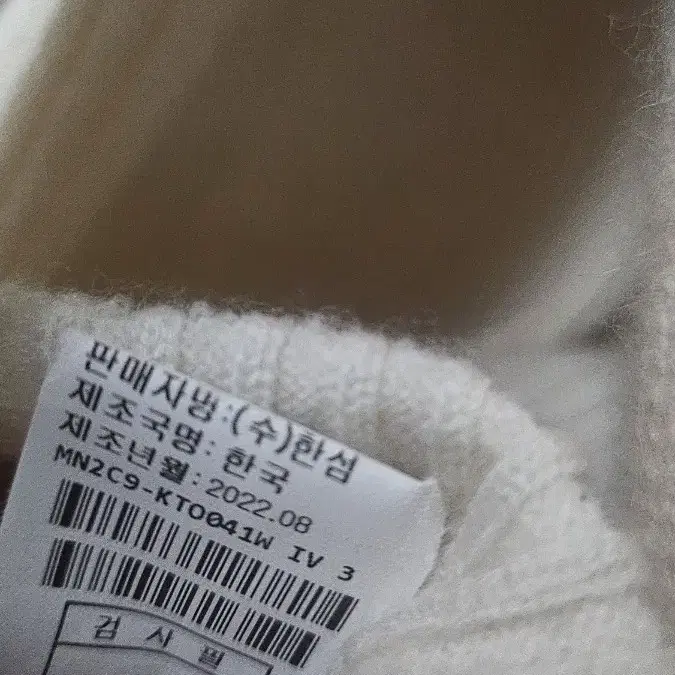 판매자명:(주)한섬
제조국명: 한국
제조년월:2022.08
MN2C9-KTO041W IV 3
검 사 필